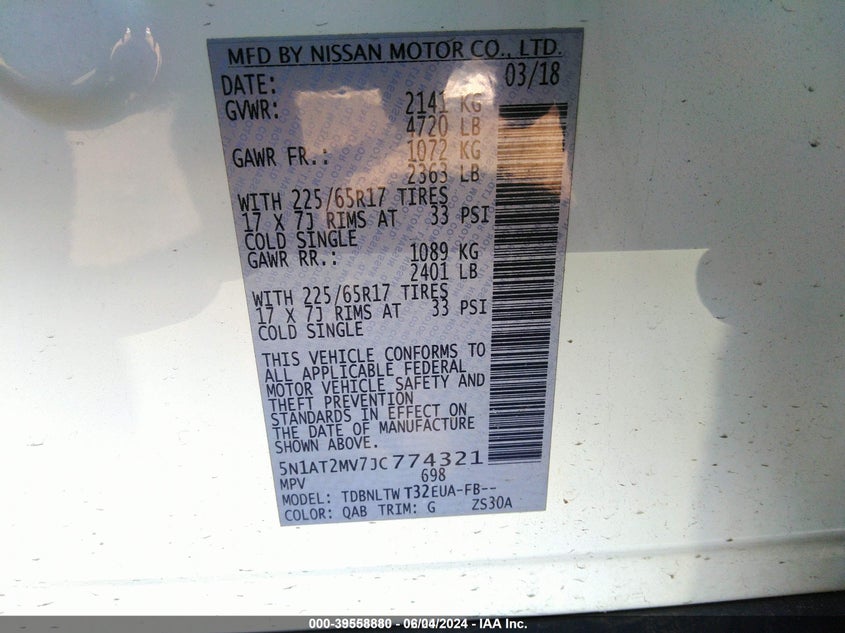 MFD BY NISSAN MOTOR CO., LTD.
DATE: 03/18
GVWR: 2141 KG
4720 LB
GAWR FR.: 1072 KG
2363 LB
WITH 225/65R17 TIRES
17 X 7J RIMS AT 33 PSI
COLD SINGLE
GAWR RR.: 1089 KG
2401 LB
WITH 225/65R17 TIRES
17 X 7J RIMS AT 33 PSI
COLD SINGLE
THIS VEHICLE CONFORMS TO
ALL APPLICABLE FEDERAL
MOTOR VEHICLE SAFETY AND
THEFT PREVENTION
STANDARDS IN EFFECT ON
THE DATE OF MANUFACTURE
SHOWN ABOVE.
5N1AT2MV7JC774321
MPV 698
MODEL: TDBNLTW T32EUA-FB--
COLOR: QAB TRIM: G ZS30A
000-39558880 - 06/04/2024 - IAA Inc.